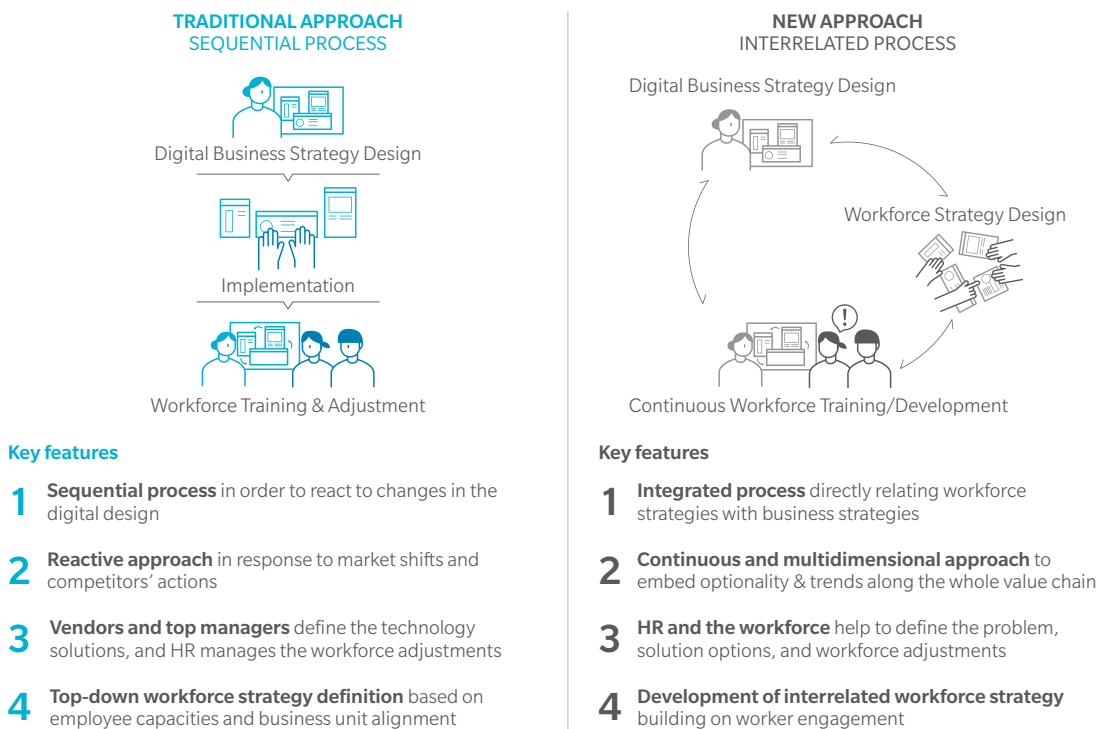 TRADITIONAL APPROACH
SEQUENTIAL PROCESS
Digital Business Strategy Design
Implementation
Workforce Training & Adjustment
Key features
1 Sequential process in order to react to changes in the
digital design
2 Reactive approach in response to market shifts and
competitors’ actions
3 Vendors and top managers define the technology
solutions, and HR manages the workforce adjustments
4 Top-down workforce strategy definition based on
employee capacities and business unit alignment
NEW APPROACH
INTERRELATED PROCESS
Digital Business Strategy Design
Workforce Strategy Design
!
Continuous Workforce Training/Development
Key features
1 Integrated process directly relating workforce
strategies with business strategies
2 Continuous and multidimensional approach to
embed optionality & trends along the whole value chain
3 HR and the workforce help to define the problem,
solution options, and workforce adjustments
4 Development of interrelated workforce strategy
building on worker engagement